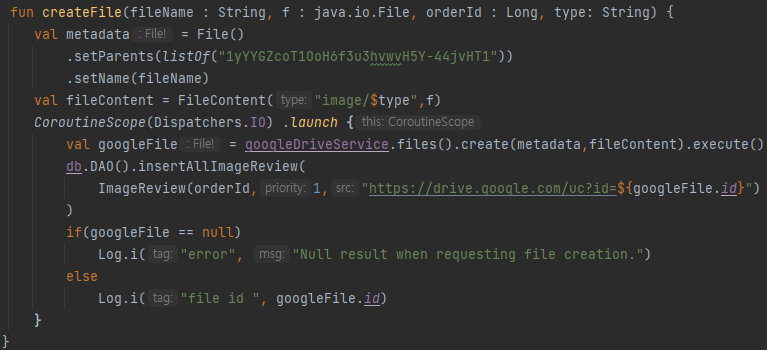 fun createFile(fileName : String, f : java.io.File, orderId : Long, type: String) {
val metadata : File! = File()
.setParents(listOf("1yYYGZcoT1OoH6f3u3hvwvH5Y-44jvHT1"))
.setName(fileName)
val fileContent = FileContent( type: "image/$type",f)
CoroutineScope(Dispatchers.IO) .launch { this: CoroutineScope
val googleFile : File! = googleDriveService.files().create(metadata,fileContent).execute()
db.DAO().insertAllImageReview(
ImageReview(orderId, priority: 1, src: "https://drive.google.com/uc?id=${googleFile.id}")
)
if(googleFile == null)
Log.i( tag: "error", msg: "Null result when requesting file creation.")
else
Log.i( tag: "file id ", googleFile.id)
}
}